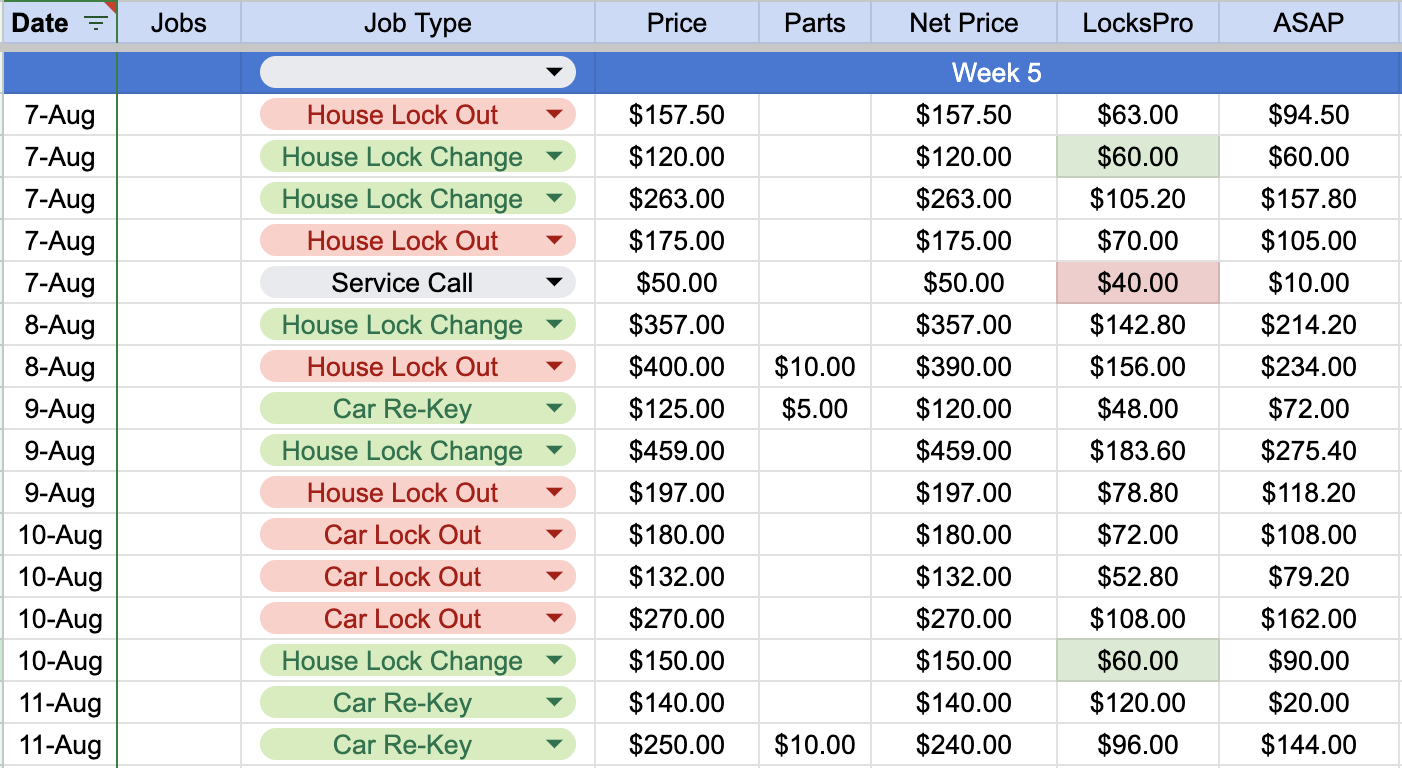 Date Jobs Job Type Price Parts Net Price LocksPro ASAP
Week 5
7-Aug House Lock Out $157.50 $157.50 $63.00 $94.50
7-Aug House Lock Change $120.00 $120.00 $60.00 $60.00
7-Aug House Lock Change $263.00 $263.00 $105.20 $157.80
7-Aug House Lock Out $175.00 $175.00 $70.00 $105.00
7-Aug Service Call $50.00 $50.00 $40.00 $10.00
8-Aug House Lock Change $357.00 $357.00 $142.80 $214.20
8-Aug House Lock Out $400.00 $10.00 $390.00 $156.00 $234.00
9-Aug Car Re-Key $125.00 $5.00 $120.00 $48.00 $72.00
9-Aug House Lock Change $459.00 $459.00 $183.60 $275.40
9-Aug House Lock Out $197.00 $197.00 $78.80 $118.20
10-Aug Car Lock Out $180.00 $180.00 $72.00 $108.00
10-Aug Car Lock Out $132.00 $132.00 $52.80 $79.20
10-Aug Car Lock Out $270.00 $270.00 $108.00 $162.00
10-Aug House Lock Change $150.00 $150.00 $60.00 $90.00
11-Aug Car Re-Key $140.00 $140.00 $120.00 $20.00
11-Aug Car Re-Key $250.00 $10.00 $240.00 $96.00 $144.00